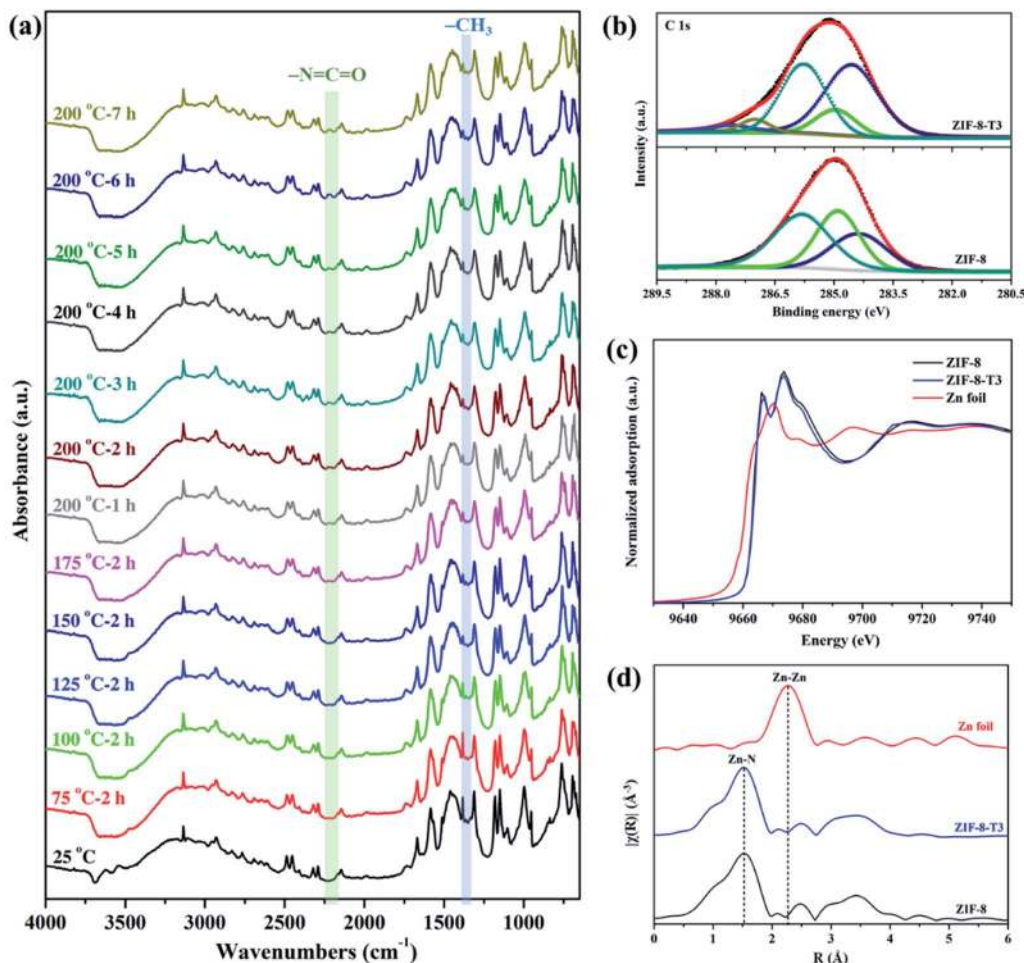 (a)
–CH₃
–N=C=O
200 °C-7 h
200 °C-6 h
200 °C-5 h
200 °C-4 h
200 °C-3 h
200 °C-2 h
200 °C-1 h
175 °C-2 h
150 °C-2 h
125 °C-2 h
100 °C-2 h
75 °C-2 h
25 °C
Absorbance (a.u.)
4000 3500 3000 2500 2000 1500 1000
Wavenumbers (cm⁻¹)
(b)
C 1s
ZIF-8-T3
ZIF-8
Intensity (a.u.)
289.5 288.0 286.5 285.0 283.5 282.0 280.5
Binding energy (eV)
(c)
ZIF-8
ZIF-8-T3
Zn foil
Normalized adsorption (a.u.)
9640 9660 9680 9700 9720 9740
Energy (eV)
(d)
Zn-Zn
Zn foil
Zn-N
ZIF-8-T3
ZIF-8
|χ(R)| (Å⁻³)
0 1 2 3 4 5 6
R (Å)